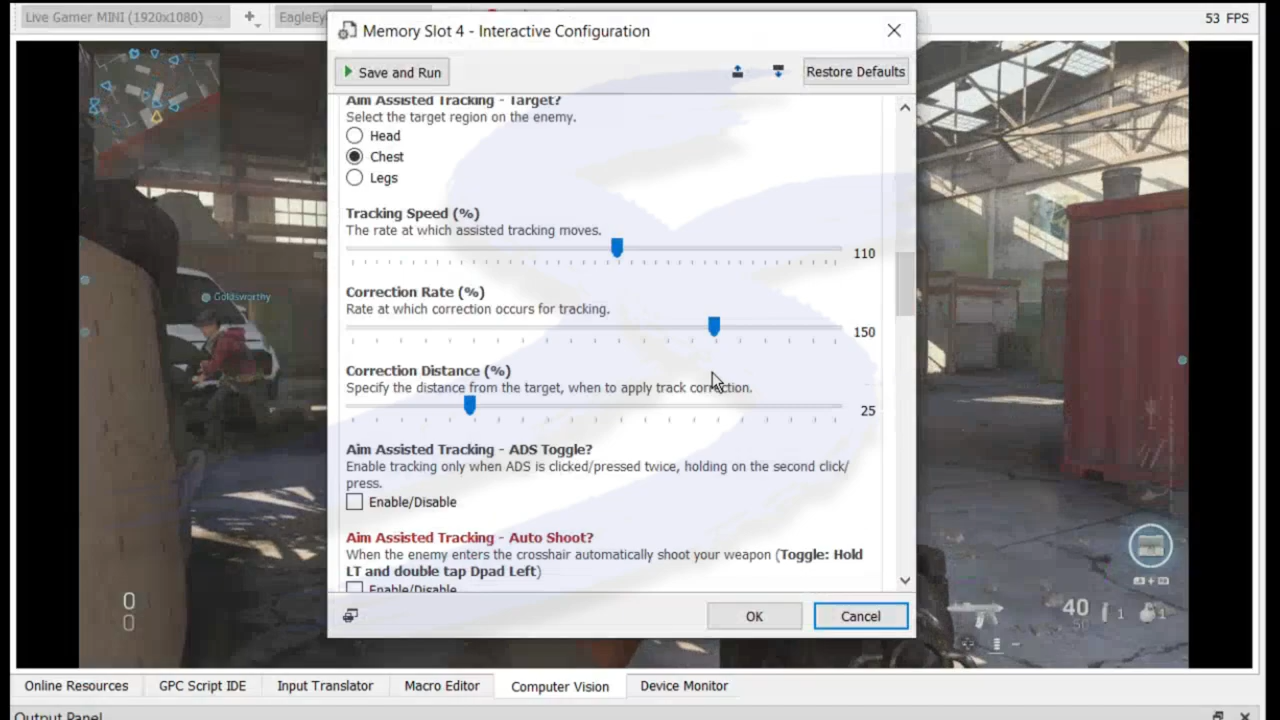 Live Gamer MINI (1920x1080)
EagleEye
53 FPS
Memory Slot 4 - Interactive Configuration
Save and Run
Restore Defaults
Aim Assisted Tracking - Target?
Select the target region on the enemy.
Head
Chest
Legs
Tracking Speed (%)
The rate at which assisted tracking moves.
110
Correction Rate (%)
Rate at which correction occurs for tracking.
150
Correction Distance (%)
Specify the distance from the target, when to apply track correction.
25
Aim Assisted Tracking - ADS Toggle?
Enable tracking only when ADS is clicked/pressed twice, holding on the second click/
press.
Enable/Disable
Aim Assisted Tracking - Auto Shoot?
When the enemy enters the crosshair automatically shoot your weapon (Toggle: Hold
LT and double tap Dpad Left)
Enable/Disable
OK
Cancel
Goldsworthy
0
0
40
50
1
1
Online Resources
GPC Script IDE
Input Translator
Macro Editor
Computer Vision
Device Monitor
Output Panel